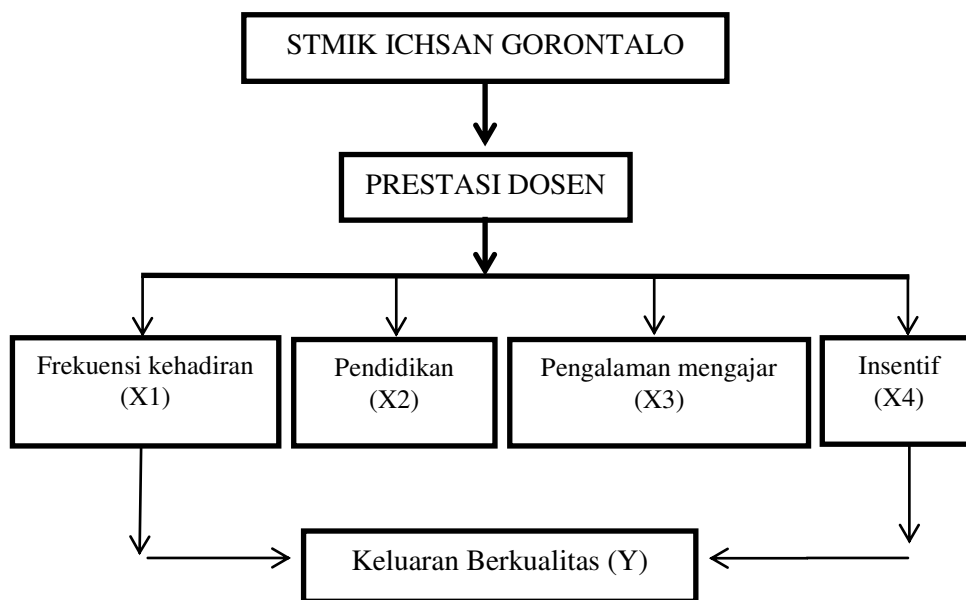 STMIK ICHSAN GORONTALO
PRESTASI DOSEN
Frekuensi kehadiran
(X1)
Pendidikan
(X2)
Pengalaman mengajar
(X3)
Insentif
(X4)
Keluaran Berkualitas (Y)